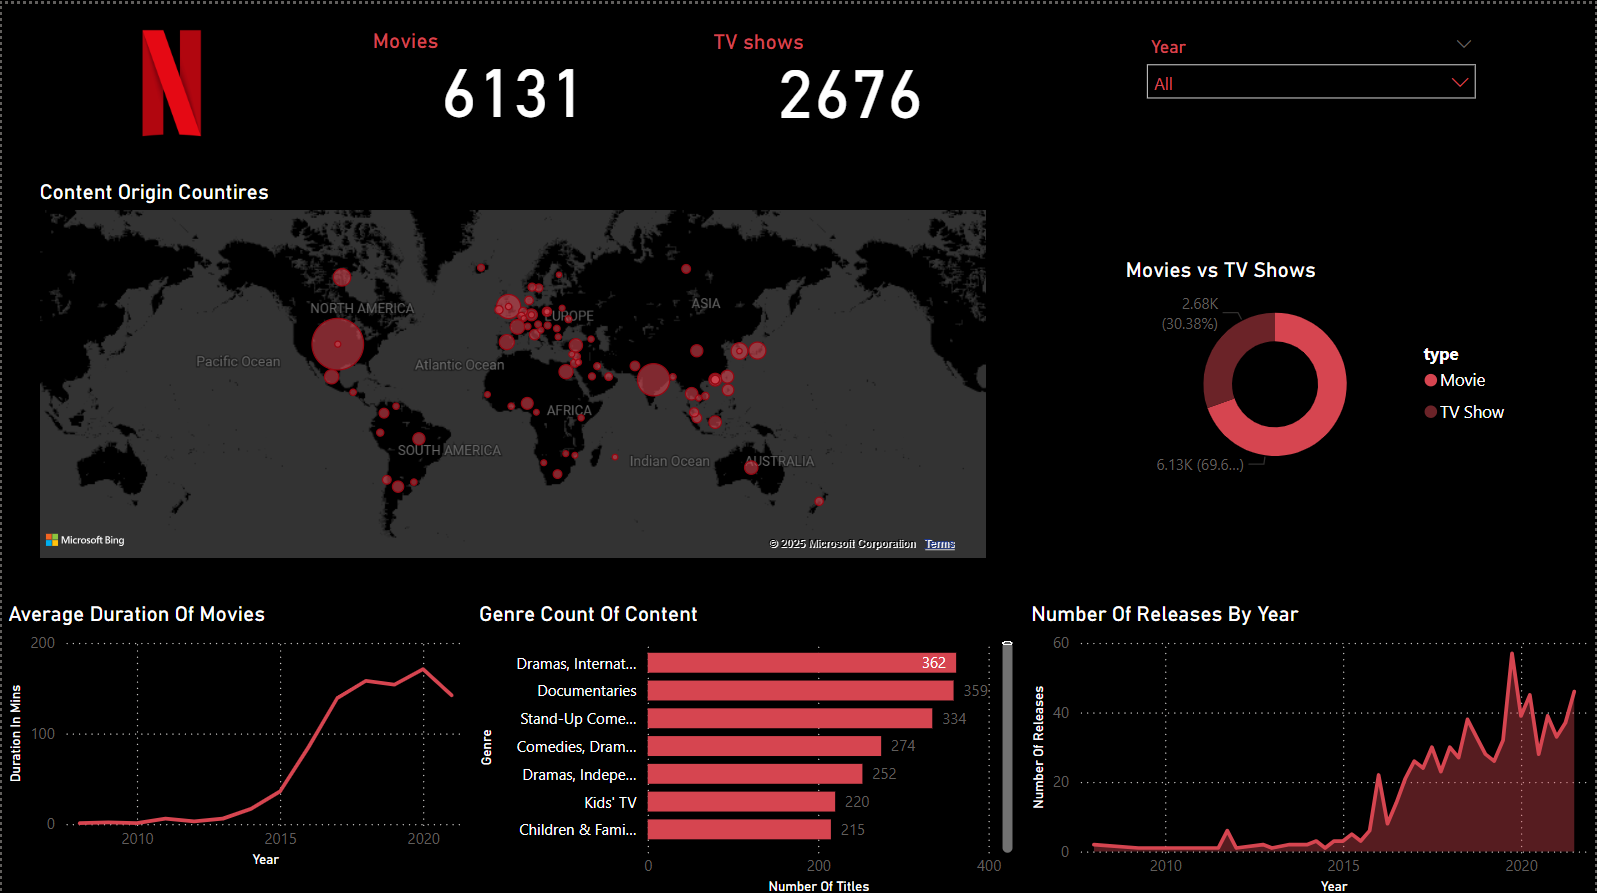 Movies
6131
TV shows
2676
Year
All
Content Origin Countires
NORTH AMERICA
ASIA
EUROPE
Pacific Ocean
Atlantic Ocean
AFRICA
SOUTH AMERICA
Indian Ocean
AUSTRALIA
Microsoft Bing
© 2025 Microsoft Corporation Terms
Movies vs TV Shows
2.68K
(30.38%)
6.13K (69.6...)
type
Movie
TV Show
Average Duration Of Movies
200
100
0
Duration In Mins
2010
2015
2020
Year
Genre Count Of Content
Genre
Dramas, Internat... 362
Documentaries 359
Stand-Up Come... 334
Comedies, Dram... 274
Dramas, Indepe... 252
Kids' TV 220
Children & Fami... 215
0
200
400
Number Of Titles
Number Of Releases By Year
60
40
20
0
Number Of Releases
2010
2015
2020
Year